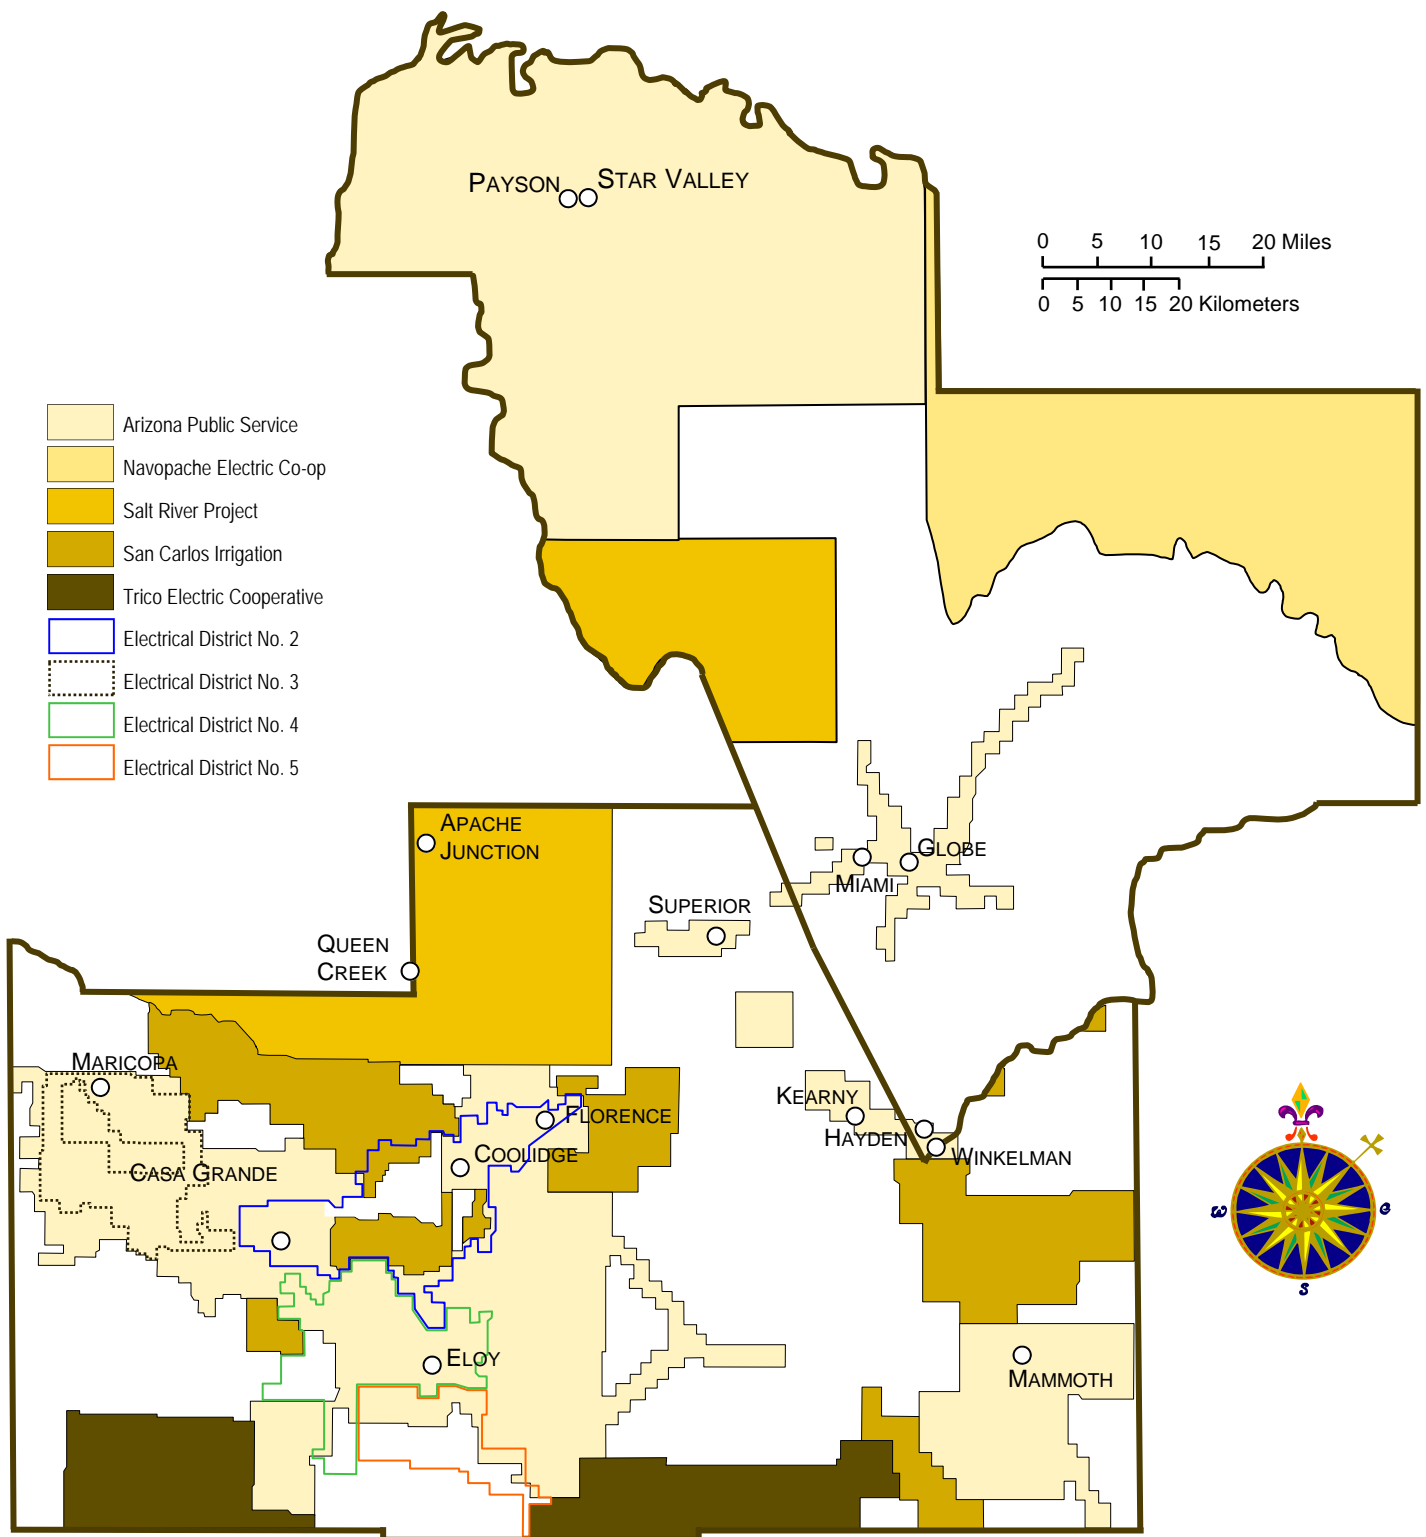 PAYSON
STAR VALLEY
0 5 10 15 20 Miles
0 5 10 15 20 Kilometers
Arizona Public Service
Navopache Electric Co-op
Salt River Project
San Carlos Irrigation
Trico Electric Cooperative
Electrical District No. 2
Electrical District No. 3
Electrical District No. 4
Electrical District No. 5
APACHE
JUNCTION
GLOBE
MIAMI
SUPERIOR
QUEEN
CREEK
MARICOPA
KEARNY
FLORENCE
HAYDEN
COOLIDGE
WINKELMAN
CASA GRANDE
ELOY
MAMMOTH
W
e
S